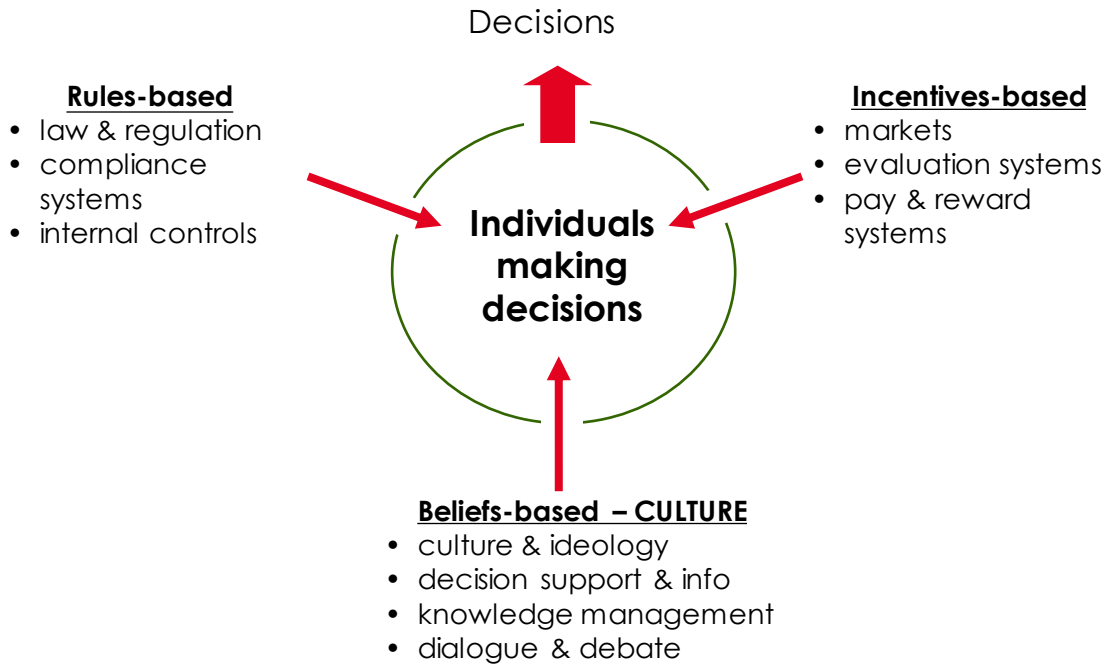 Decisions
Rules-based
• law & regulation
• compliance
systems
• internal controls
Incentives-based
• markets
• evaluation systems
• pay & reward
systems
Individuals
making
decisions
Beliefs-based – CULTURE
• culture & ideology
• decision support & info
• knowledge management
• dialogue & debate